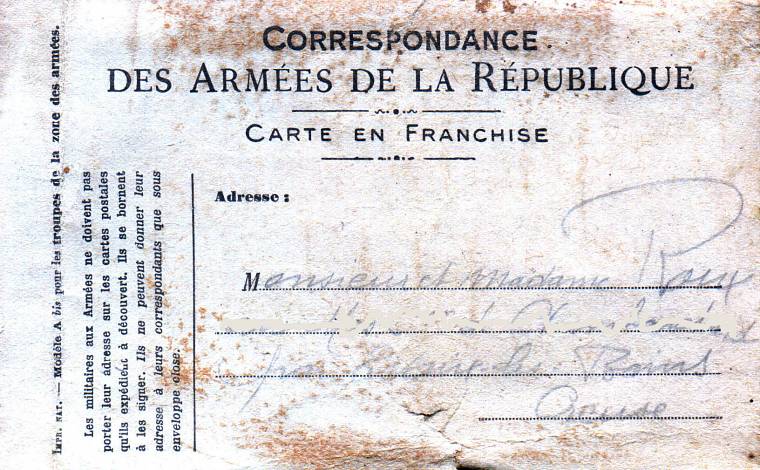 CORRESPONDANCE
DES ARMÉES DE LA RÉPUBLIQUE
CARTE EN FRANCHISE
Adresse :
Monsieur et Madame Roux
par
Creuse
IMPR. NAT. — Modèle A bis pour les troupes de la zone des armées.
Les militaires aux Armées ne doivent pas
porter leur adresse sur les cartes postales
qu'ils expédient à découvert. Ils se bornent
à les signer. Ils ne peuvent donner leur
adresse à leurs correspondants que sous
enveloppe close.